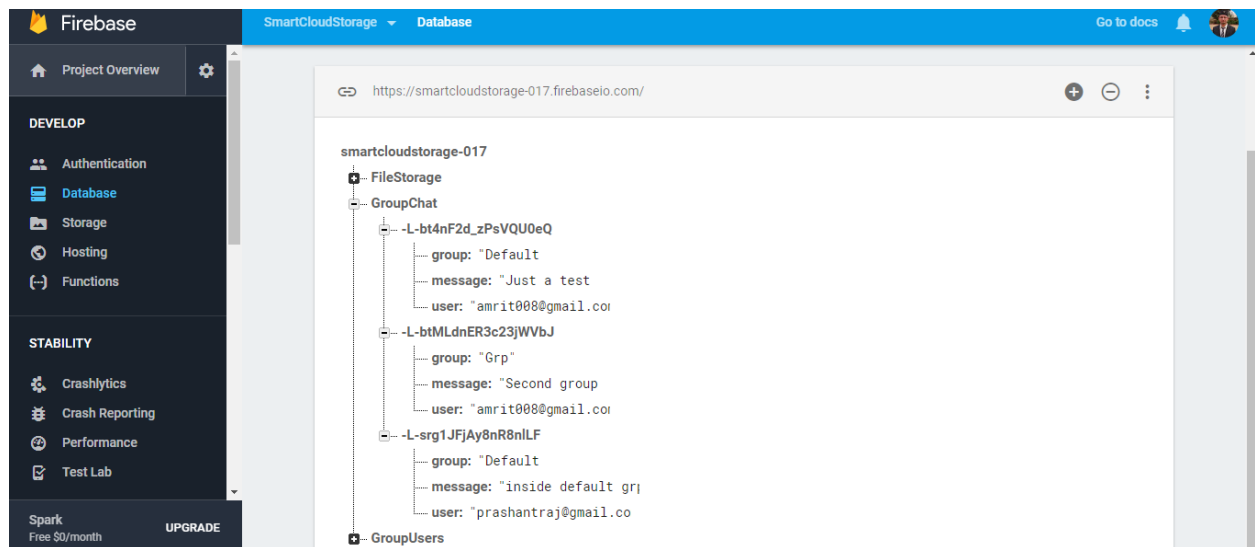 Firebase
SmartCloudStorage Database Go to docs
Project Overview
https://smartcloudstorage-017.firebaseio.com/
DEVELOP
Authentication
Database
Storage
Hosting
Functions
STABILITY
Crashlytics
Crash Reporting
Performance
Test Lab
Spark
Free $0/month
UPGRADE
smartcloudstorage-017
FileStorage
GroupChat
-L-bt4nF2d_zPsVQU0eQ
group: "Default
message: "Just a test
user: "amrit008@gmail.com
-L-btMLdnER3c23jWVbJ
group: "Grp"
message: "Second group
user: "amrit008@gmail.com
-L-srg1JFjAy8nR8nlLF
group: "Default
message: "inside default grp
user: "prashantraj@gmail.co
GroupUsers